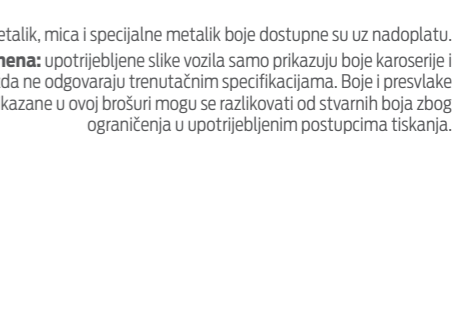 etalik, mica i specijalne metalik boje dostupne su uz nadoplatu.
mena: upotrijebljene slike vozila samo prikazuju boje karoserije i
da ne odgovaraju trenutačnim specifikacijama. Boje i presvlake
kazane u ovoj brošuri mogu se razlikovati od stvarnih boja zbog
ograničenja u upotrijebljenim postupcima tiskanja.